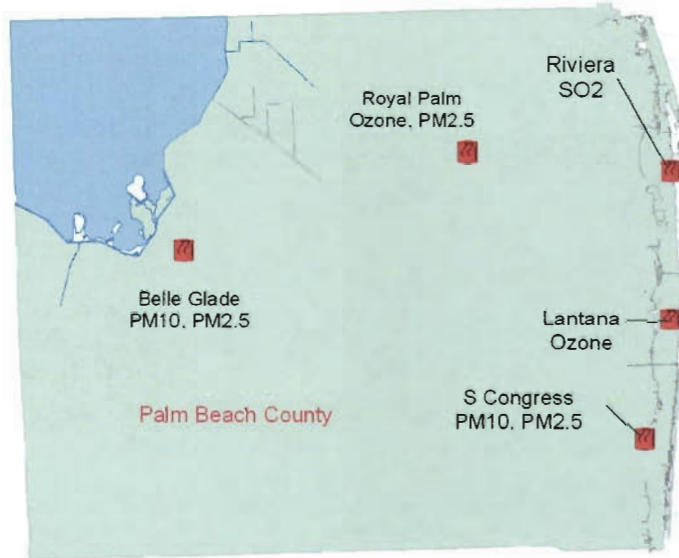 Riviera
SO2
Royal Palm
Ozone, PM2.5
Belle Glade
PM10, PM2.5
Lantana
Ozone
S Congress
PM10, PM2.5
Palm Beach County